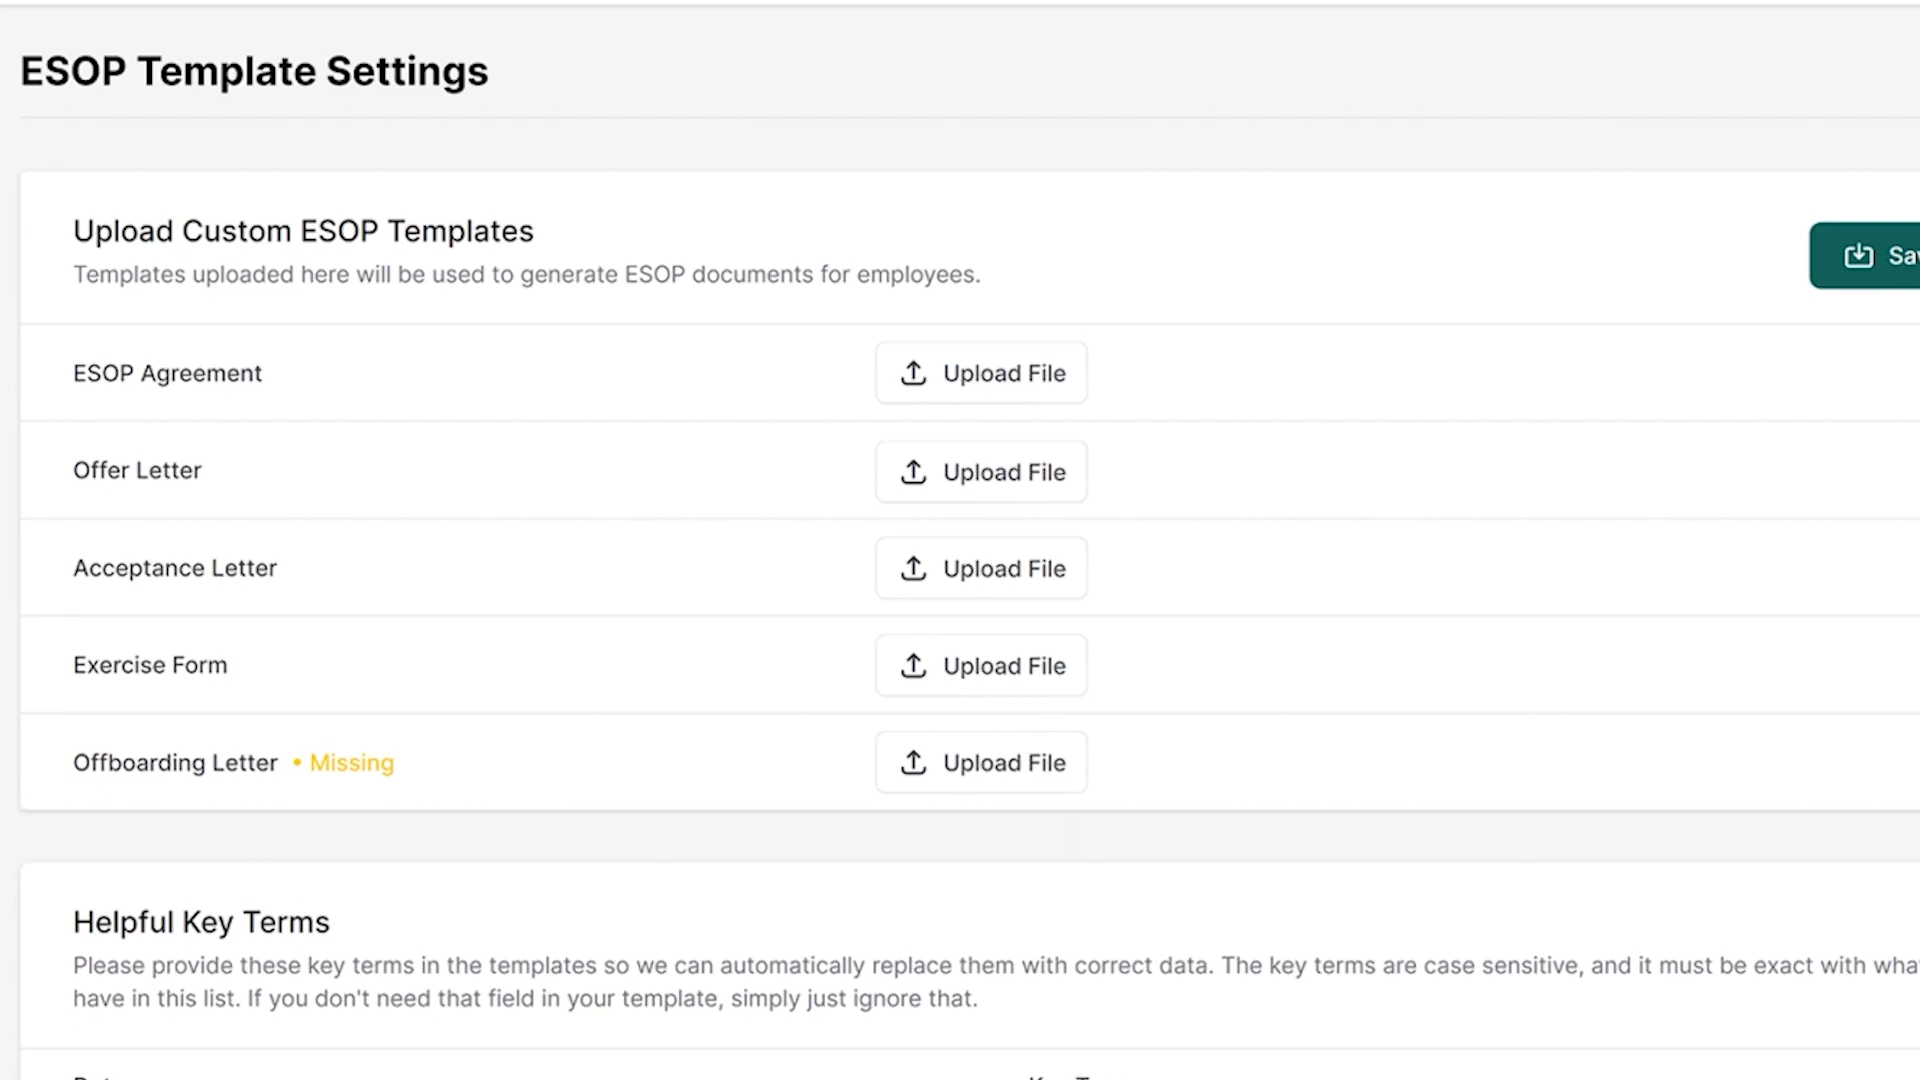 ESOP Template Settings
Upload Custom ESOP Templates
Templates uploaded here will be used to generate ESOP documents for employees.
ESOP Agreement
Upload File
Offer Letter
Upload File
Acceptance Letter
Upload File
Exercise Form
Upload File
Offboarding Letter • Missing
Upload File
Helpful Key Terms
Please provide these key terms in the templates so we can automatically replace them with correct data. The key terms are case sensitive, and it must be exact with
have in this list. If you don't need that field in your template, simply just ignore that.